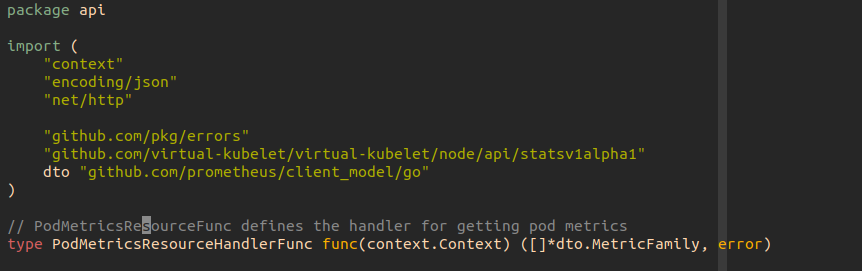 package api
import (
"context"
"encoding/json"
"net/http"
"github.com/pkg/errors"
"github.com/virtual-kubelet/virtual-kubelet/node/api/statsv1alpha1"
dto "github.com/prometheus/client_model/go"
)
// PodMetricsResourceFunc defines the handler for getting pod metrics
type PodMetricsResourceHandlerFunc func(context.Context) ([]*dto.MetricFamily, error)